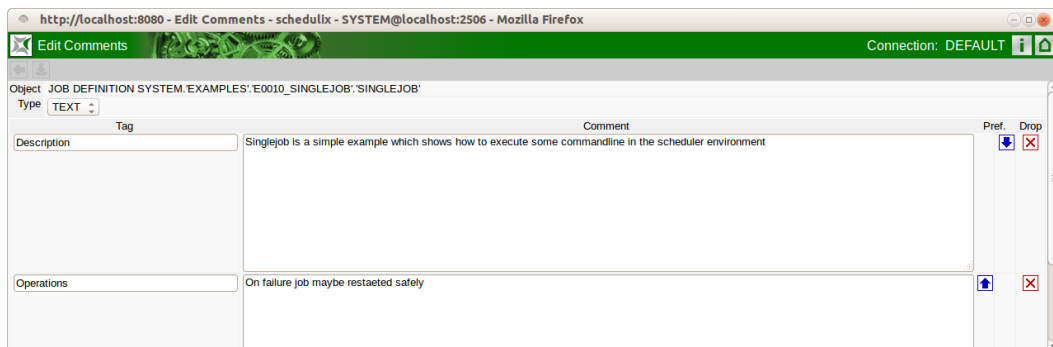 http://localhost:8080 - Edit Comments - schedulix - SYSTEM@localhost:2506 - Mozilla Firefox
Edit Comments Connection: DEFAULT i
Object JOB DEFINITION SYSTEM.'EXAMPLES'.'E0010_SINGLEJOB'.'SINGLEJOB'
Type TEXT
Tag Comment Pref. Drop
Description Singlejob is a simple example which shows how to execute some commandline in the scheduler environment
Operations On failure job maybe restaeted safely